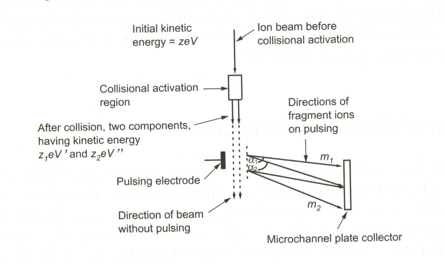 Initial kinetic
energy = zeV
Ion beam before
collisional activation
Collisional activation
region
Directions of
fragment ions
on pulsing
After collision, two components,
having kinetic energy
z₁eV ' and z₂eV ''
α₁
α₂
m₁
Pulsing electrode
m₂
Direction of beam
without pulsing
Microchannel plate collector